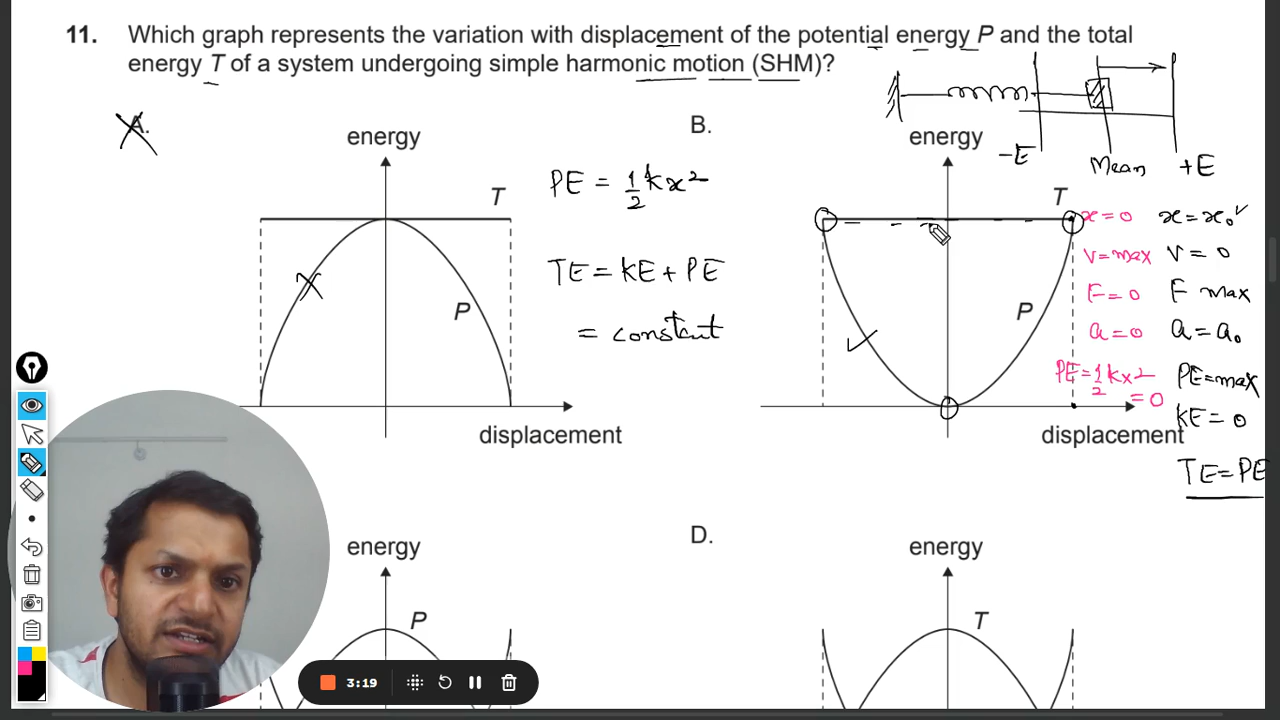 11. Which graph represents the variation with displacement of the potential energy P and the total
energy T of a system undergoing simple harmonic motion (SHM)?
A.
energy
T
P
displacement
PE = 1/2 kx²
TE = KE + PE
= constant
B.
energy
T
P
displacement
-E
Mean
+E
x=0
v=max
F=0
a=0
PE=1/2 kx²
=0
x=x₀
V=0
F max
a=a₀
PE=max
KE=0
TE=PE
energy
P
D.
energy
T
3:19